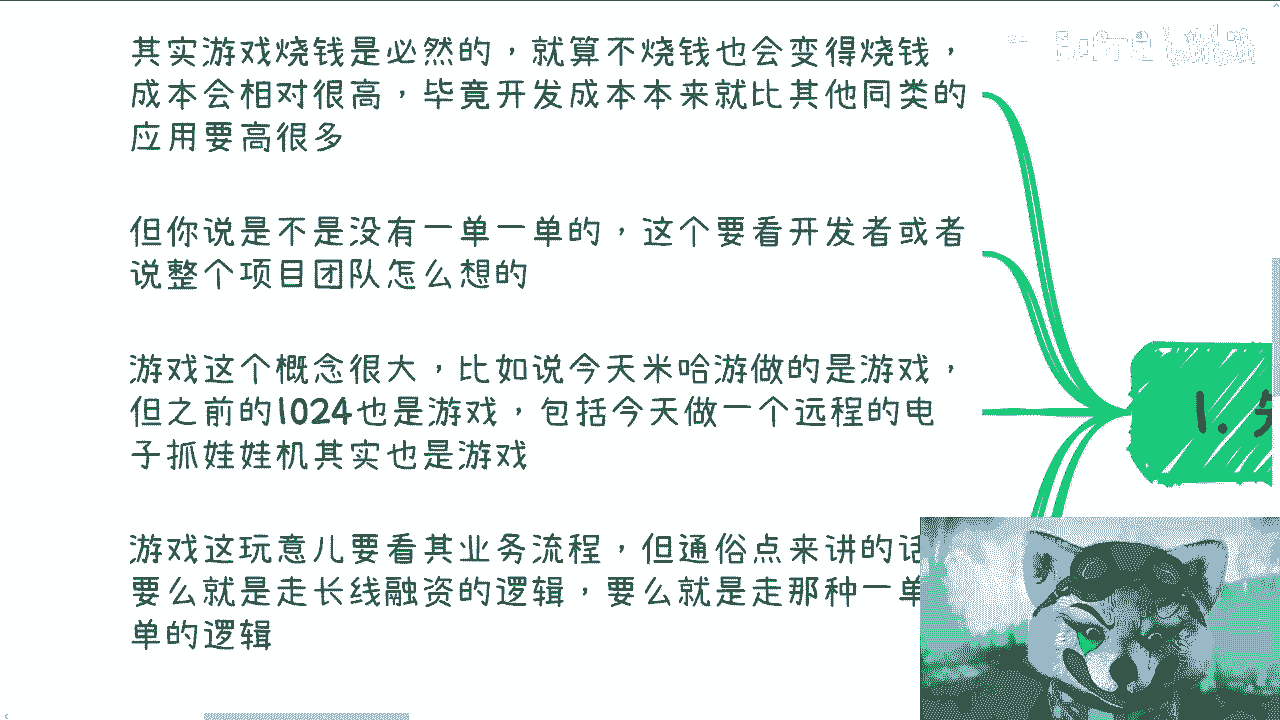 其实游戏烧钱是必然的，就算不烧钱也会变得烧钱，
成本会相对很高，毕竟开发成本本来就比其他同类的
应用要高很多
但你说是不是没有一单一单的，这个要看开发者或者
说整个项目团队怎么想的
游戏这个概念很大，比如说今天米哈游做的是游戏，
但之前的1024也是游戏，包括今天做一个远程的电
子抓娃娃机其实也是游戏
游戏这玩意儿要看其业务流程，但通俗点来讲的话
要么就是走长线融资的逻辑，要么就是走那种一单
单的逻辑
1.